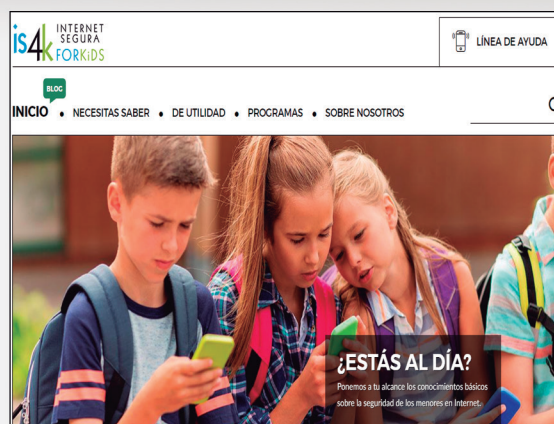 is4k INTERNET
SEGURA
FORKiDS
LÍNEA DE AYUDA
BLOG
INICIO • NECESITAS SABER • DE UTILIDAD • PROGRAMAS • SOBRE NOSOTROS
¿ESTÁS AL DÍA?
Ponemos a tu alcance los conocimientos básicos
sobre la seguridad de los menores en Internet.